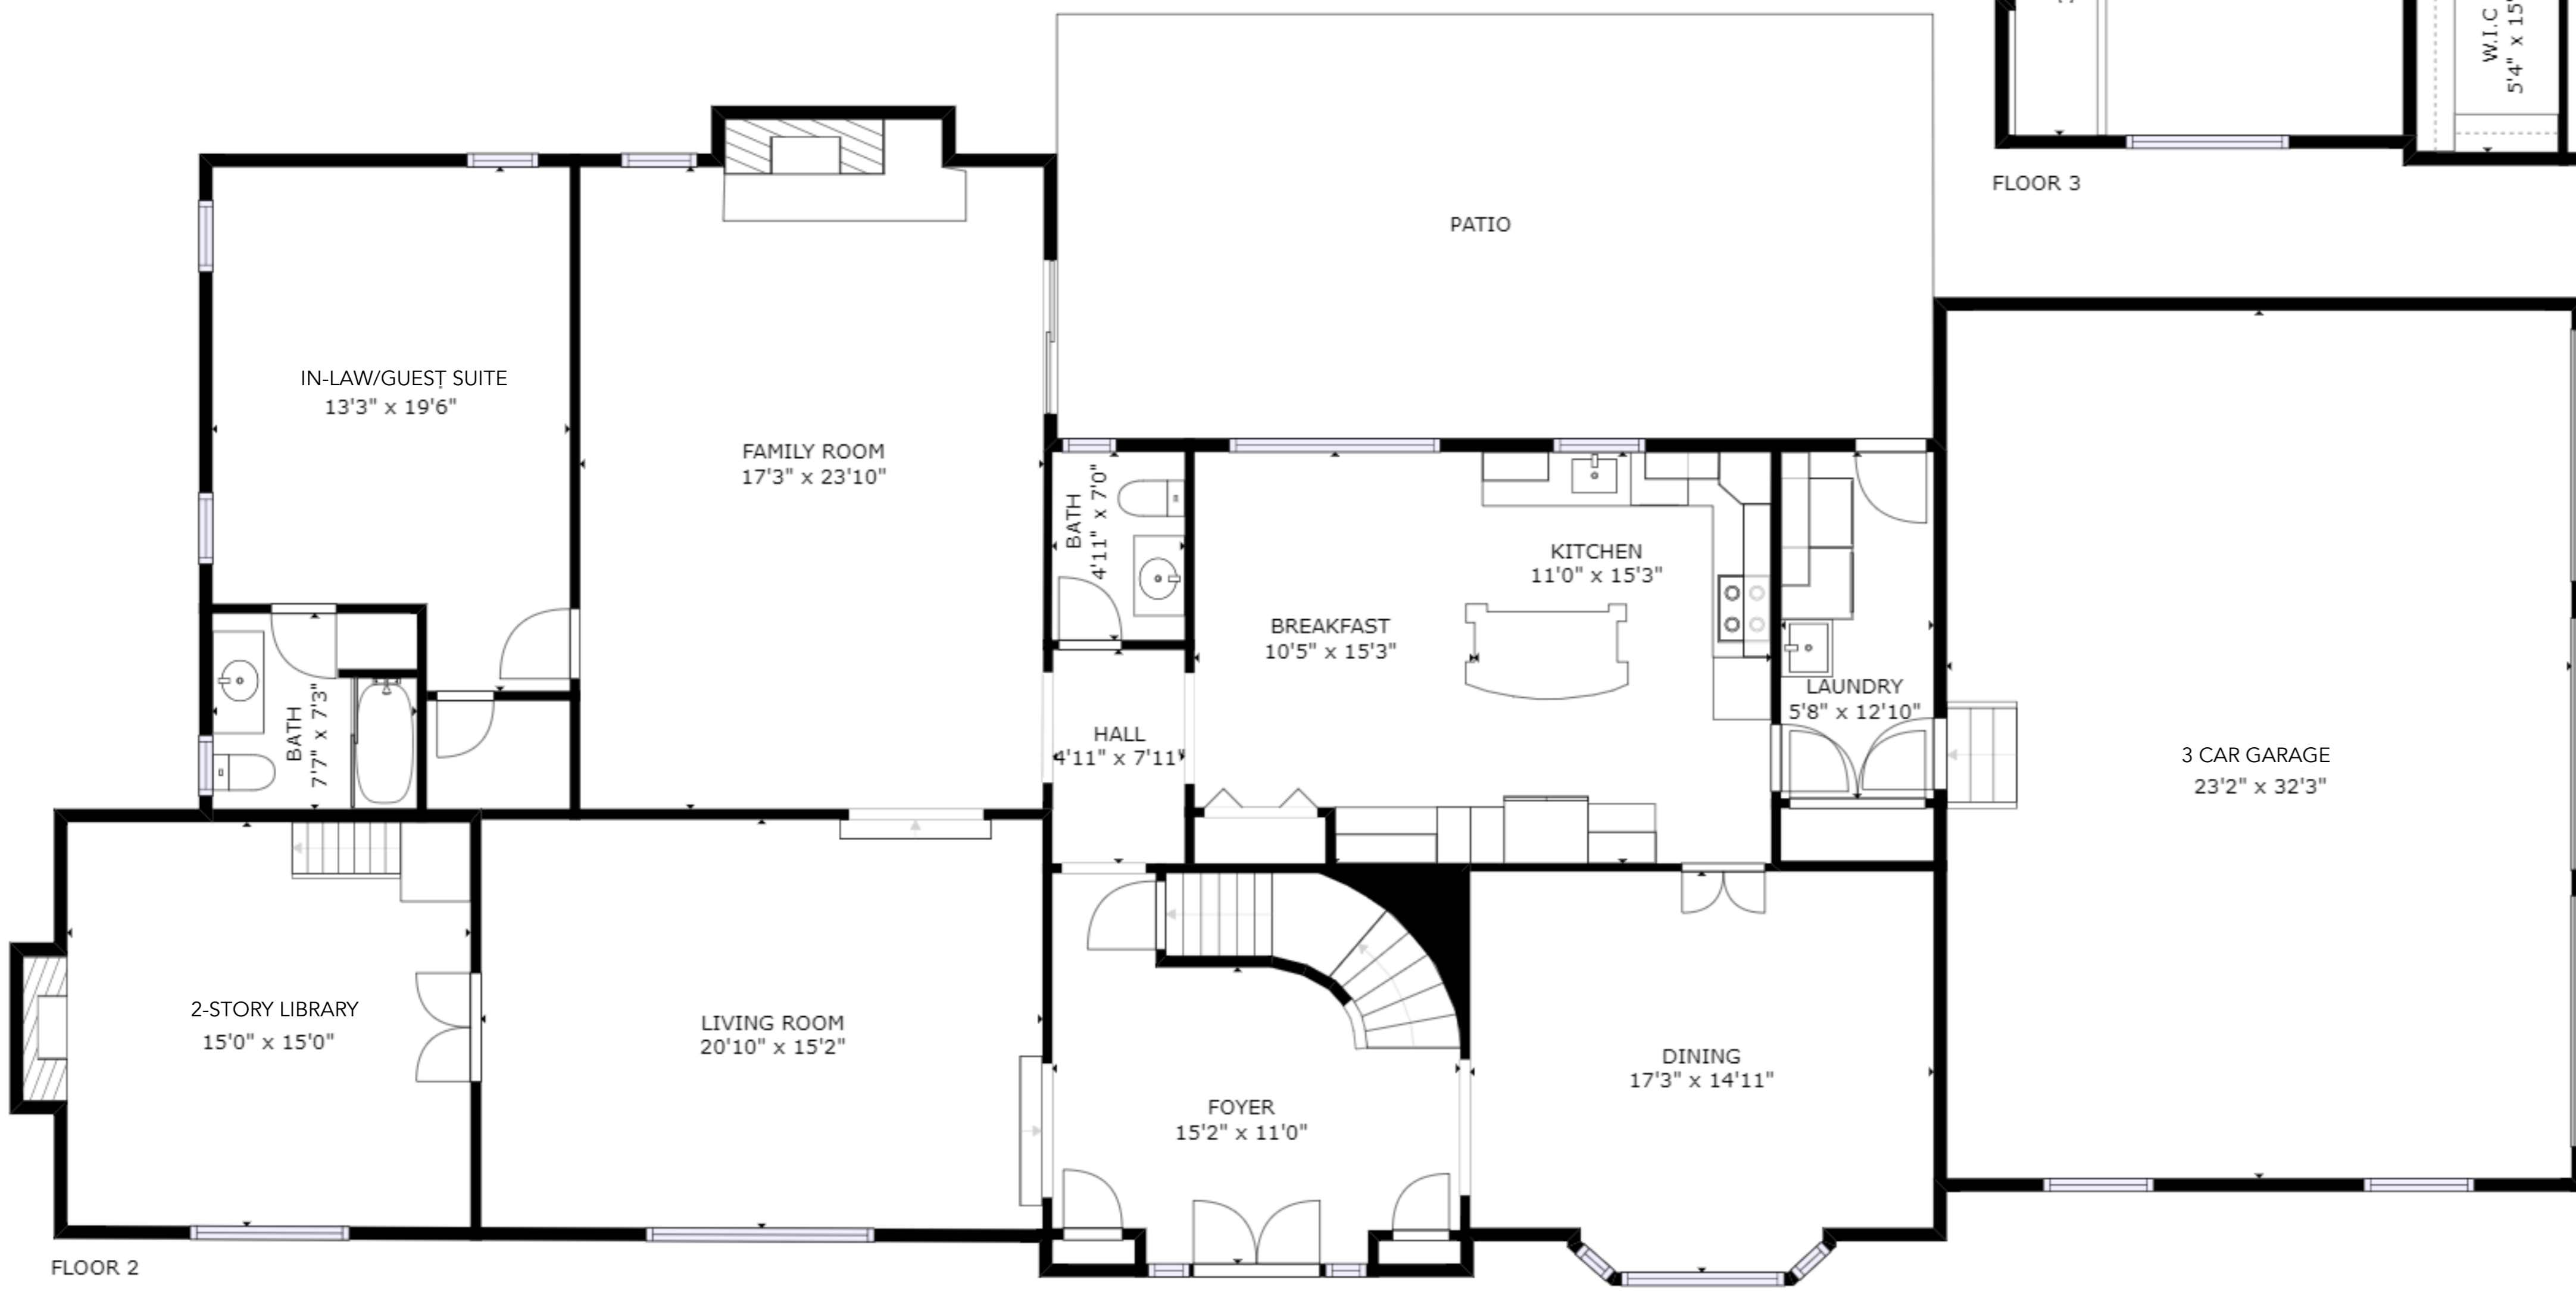 W.I.C
5'4" x 15'
FLOOR 3
PATIO
IN-LAW/GUEST SUITE
13'3" x 19'6"
FAMILY ROOM
17'3" x 23'10"
BATH
4'11" x 7'0"
KITCHEN
11'0" x 15'3"
BREAKFAST
10'5" x 15'3"
LAUNDRY
5'8" x 12'10"
BATH
7'7" x 7'3"
HALL
4'11" x 7'11"
3 CAR GARAGE
23'2" x 32'3"
2-STORY LIBRARY
15'0" x 15'0"
LIVING ROOM
20'10" x 15'2"
FOYER
15'2" x 11'0"
DINING
17'3" x 14'11"
FLOOR 2